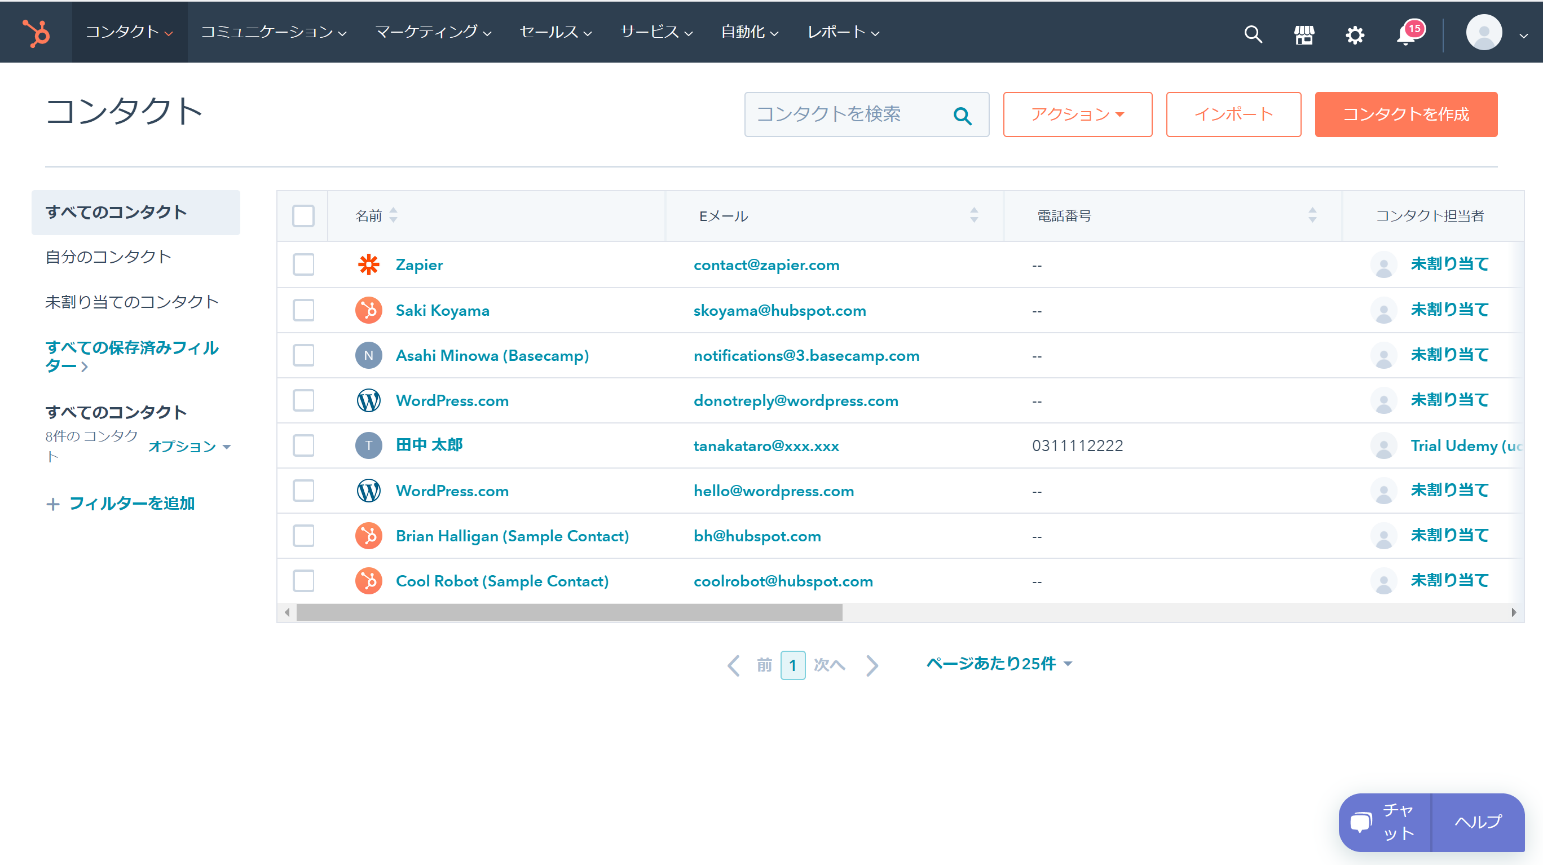 コンタクト コミュニケーション マーケティング セールス サービス 自動化 レポート 15
コンタクト コンタクトを検索 アクション インポート コンタクトを作成
すべてのコンタクト
自分のコンタクト
未割り当てのコンタクト
すべての保存済みフィル
ター
すべてのコンタクト
8件の コンタク
ト
オプション
+ フィルターを追加
名前 Eメール 電話番号 コンタクト担当者
Zapier contact@zapier.com -- 未割り当て
Saki Koyama skoyama@hubspot.com -- 未割り当て
N Asahi Minowa (Basecamp) notifications@3.basecamp.com -- 未割り当て
WordPress.com donotreply@wordpress.com -- 未割り当て
T 田中 太郎 tanakataro@xxx.xxx 0311112222 Trial Udemy (uc
WordPress.com hello@wordpress.com -- 未割り当て
Brian Halligan (Sample Contact) bh@hubspot.com -- 未割り当て
Cool Robot (Sample Contact) coolrobot@hubspot.com -- 未割り当て
前 1 次へ ページあたり25件
チャ
ット
ヘルプ